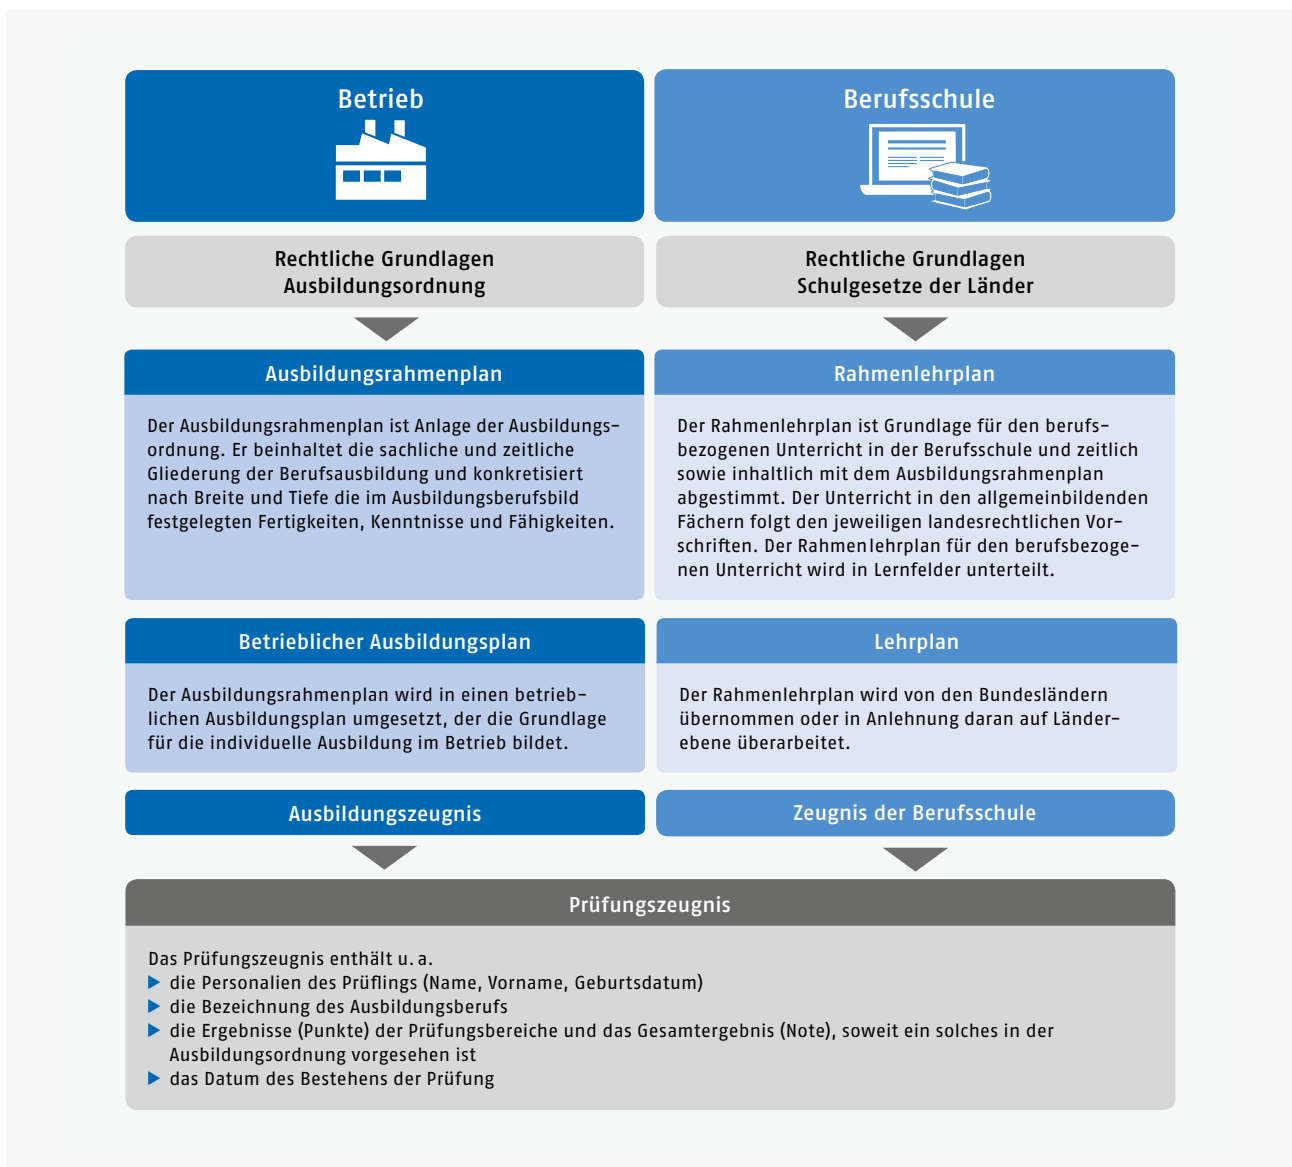 Betrieb
Rechtliche Grundlagen
Ausbildungsordnung
Ausbildungsrahmenplan
Der Ausbildungsrahmenplan ist Anlage der Ausbildungs-
ordnung. Er beinhaltet die sachliche und zeitliche
Gliederung der Berufsausbildung und konkretisiert
nach Breite und Tiefe die im Ausbildungsberufsbild
festgelegten Fertigkeiten, Kenntnisse und Fähigkeiten.
Betrieblicher Ausbildungsplan
Der Ausbildungsrahmenplan wird in einen betrieb-
lichen Ausbildungsplan umgesetzt, der die Grundlage
für die individuelle Ausbildung im Betrieb bildet.
Ausbildungszeugnis
Berufsschule
Rechtliche Grundlagen
Schulgesetze der Länder
Rahmenlehrplan
Der Rahmenlehrplan ist Grundlage für den berufs-
bezogenen Unterricht in der Berufsschule und zeitlich
sowie inhaltlich mit dem Ausbildungsrahmenplan
abgestimmt. Der Unterricht in den allgemeinbildenden
Fächern folgt den jeweiligen landesrechtlichen Vor-
schriften. Der Rahmenlehrplan für den berufsbezoge-
nen Unterricht wird in Lernfelder unterteilt.
Lehrplan
Der Rahmenlehrplan wird von den Bundesländern
übernommen oder in Anlehnung daran auf Länder-
ebene überarbeitet.
Zeugnis der Berufsschule
Prüfungszeugnis
Das Prüfungszeugnis enthält u. a.
▶ die Personalien des Prüflings (Name, Vorname, Geburtsdatum)
▶ die Bezeichnung des Ausbildungsberufs
▶ die Ergebnisse (Punkte) der Prüfungsbereiche und das Gesamtergebnis (Note), soweit ein solches in der
Ausbildungsordnung vorgesehen ist
▶ das Datum des Bestehens der Prüfung